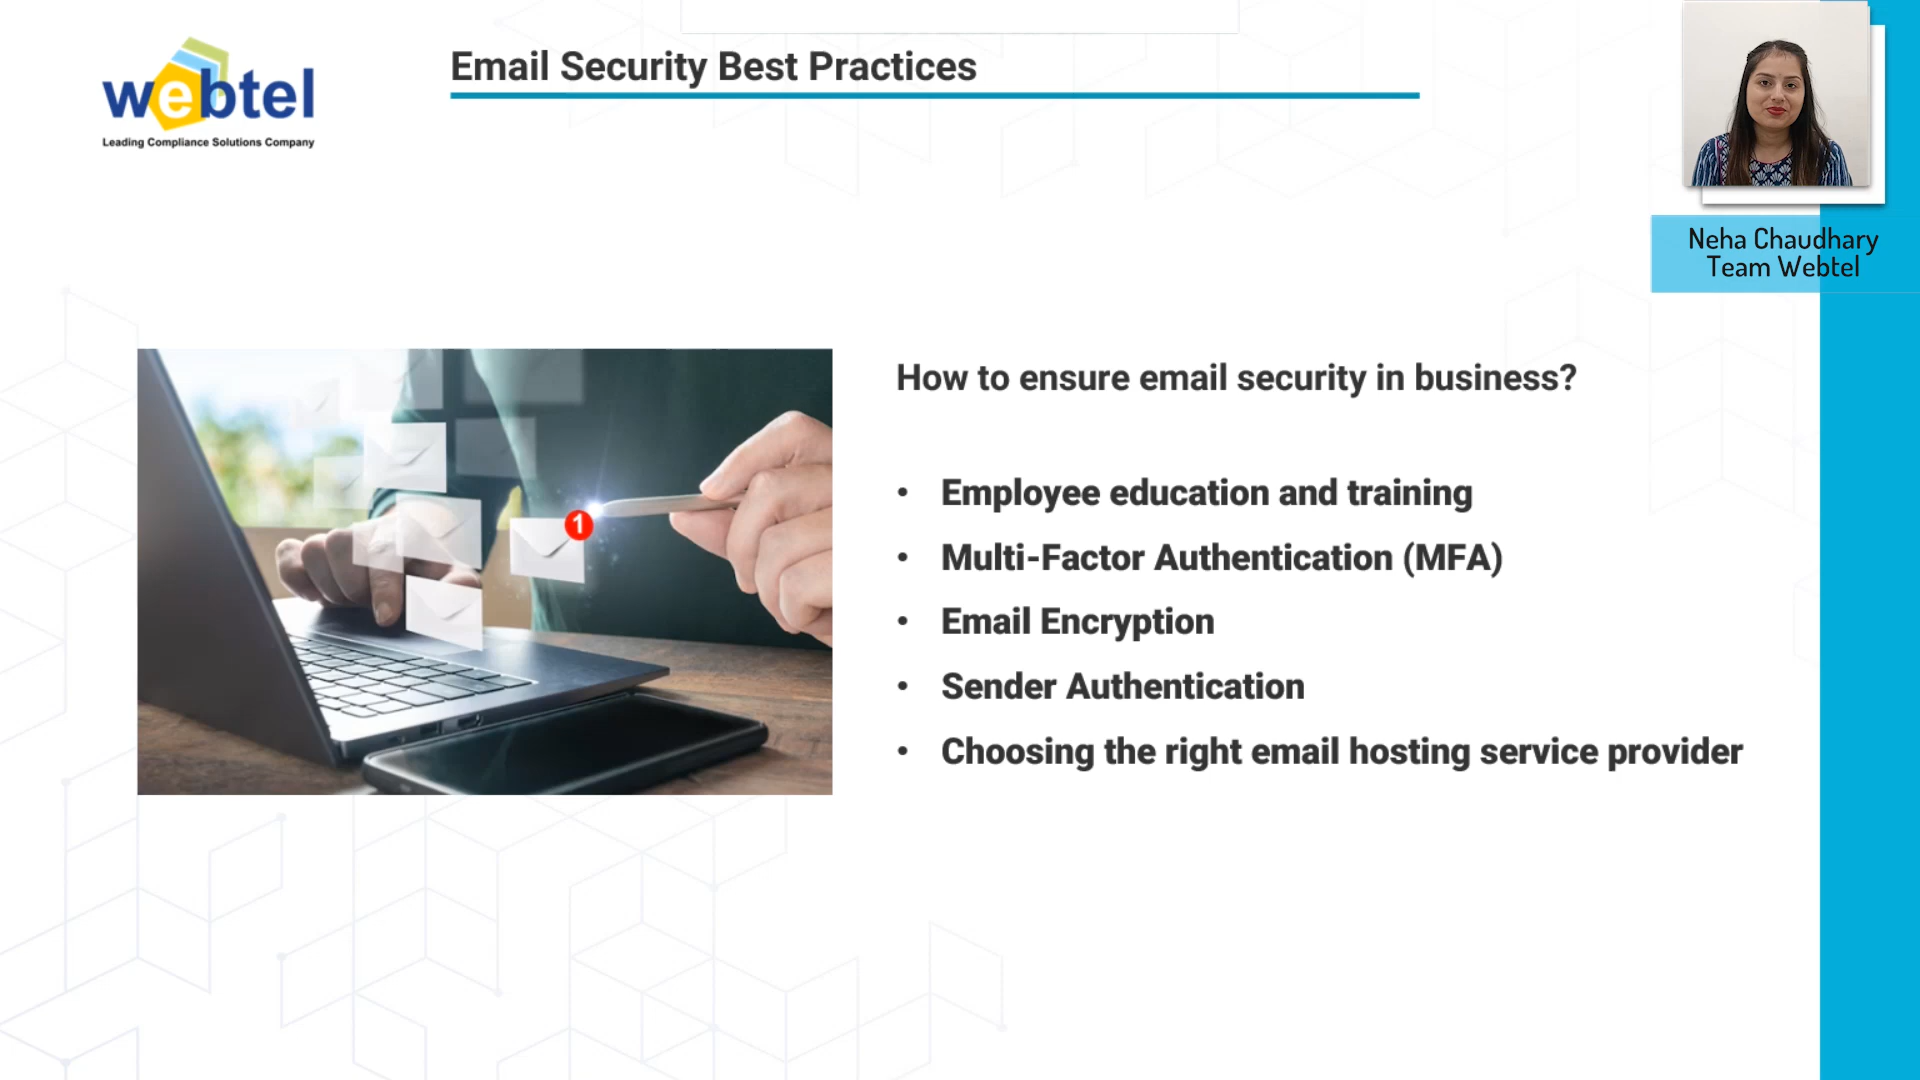 webtel
Leading Compliance Solutions Company
Email Security Best Practices
Neha Chaudhary
Team Webtel
1
How to ensure email security in business?
• Employee education and training
• Multi-Factor Authentication (MFA)
• Email Encryption
• Sender Authentication
• Choosing the right email hosting service provider